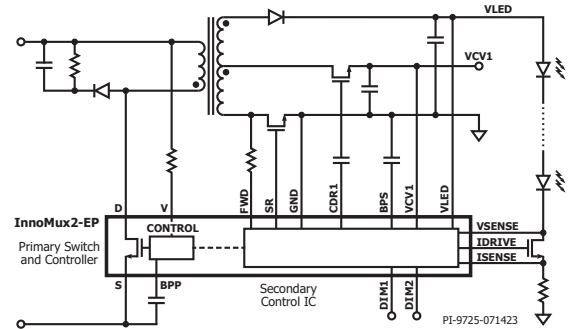 VLED
VCV1
FWD
SR
GND
CDR1
BPS
VCV1
VLED
D
V
InnoMux2-EP
CONTROL
VSENSE
Primary Switch
and Controller
IDRIVE
ISENSE
S
BPP
Secondary
Control IC
DIM1
DIM2
PI-9725-071423